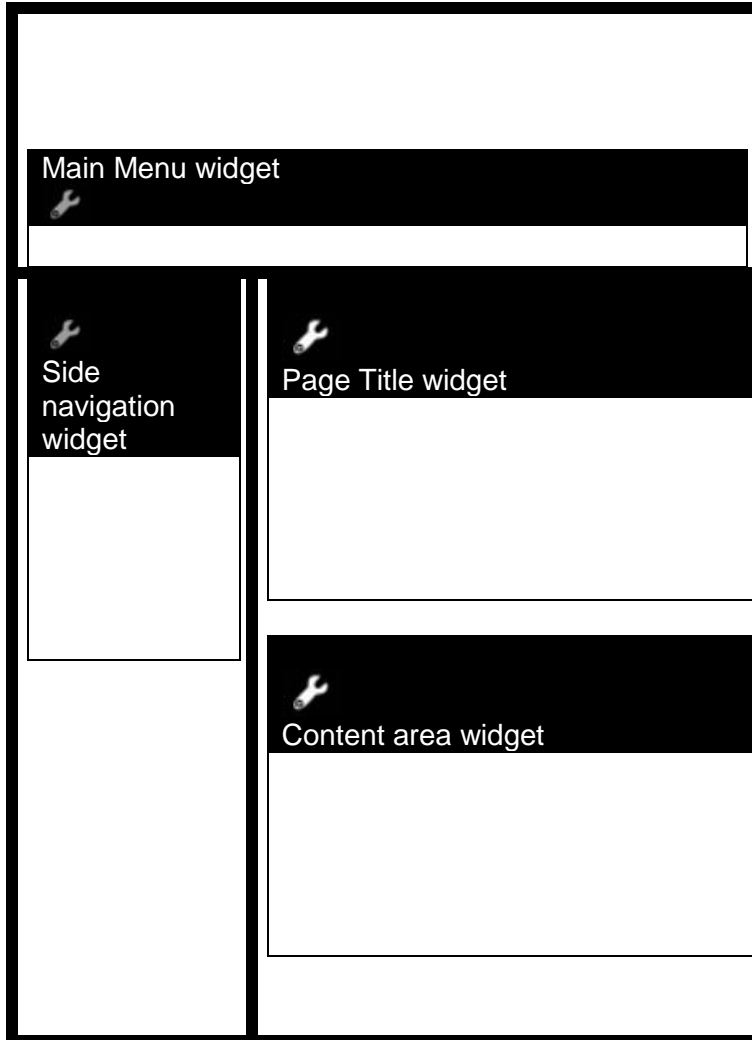 Main Menu widget
Side
navigation
widget
Page Title widget
Content area widget